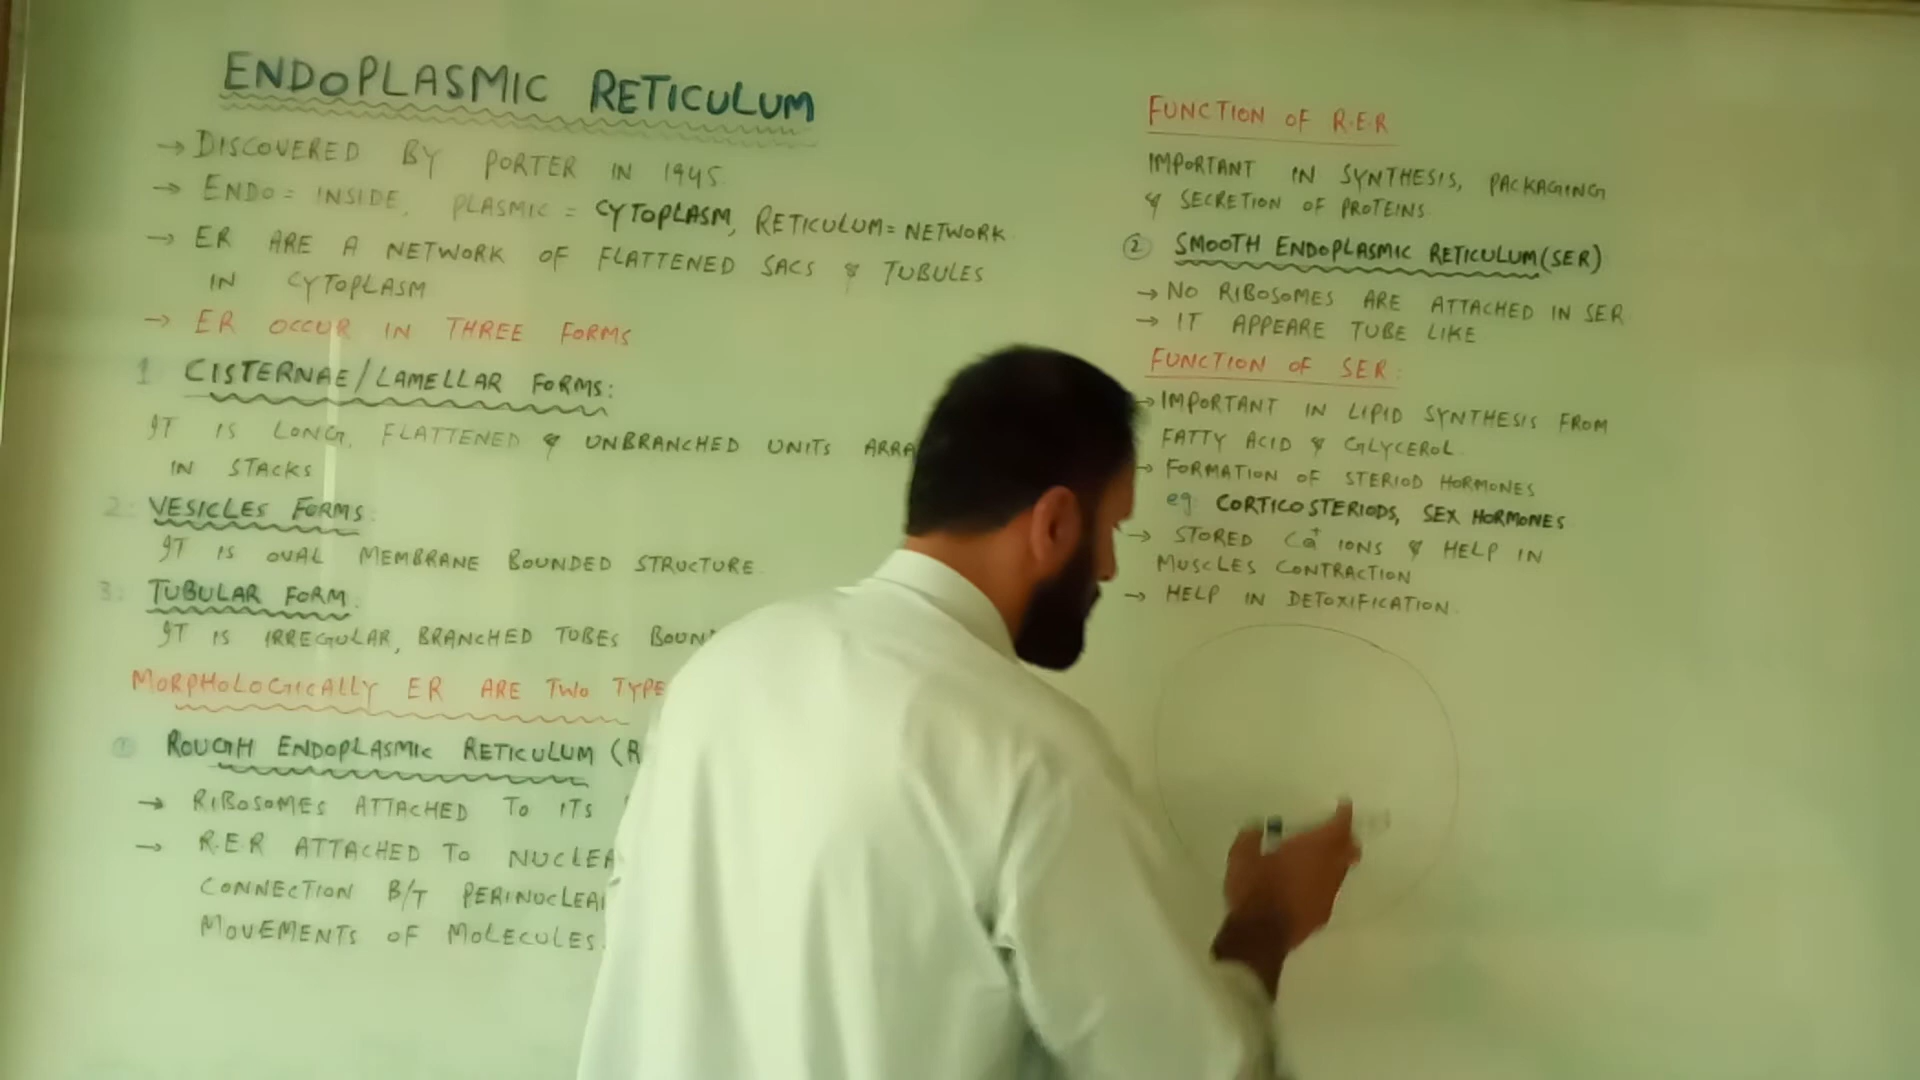 ENDOPLASMIC RETICULUM
→ DISCOVERED BY PORTER IN 1945.
→ ENDO = INSIDE, PLASMIC = CYTOPLASM, RETICULUM = NETWORK
→ ER ARE A NETWORK OF FLATTENED SACS & TUBULES
IN CYTOPLASM
→ ER OCCUR IN THREE FORMS
1 CISTERNAE/LAMELLAR FORMS:
IT IS LONG, FLATTENED & UNBRANCHED UNITS ARRA
IN STACKS
2. VESICLES FORMS:
IT IS OVAL MEMBRANE BOUNDED STRUCTURE
3. TUBULAR FORM:
IT IS IRREGULAR, BRANCHED TOBES BOUN
MORPHOLOGICALLY ER ARE TWO TYPE
① ROUGH ENDOPLASMIC RETICULUM (R
→ RIBOSOMES ATTACHED TO ITS
→ R.E.R ATTACHED TO NUCLEA
CONNECTION B/T PERINUCLEA
MOVEMENTS OF MOLECULES.
FUNCTION OF R.E.R
IMPORTANT IN SYNTHESIS, PACKAGING
& SECRETION OF PROTEINS
② SMOOTH ENDOPLASMIC RETICULUM (SER)
→ NO RIBOSOMES ARE ATTACHED IN SER
→ IT APPEARE TUBE LIKE
FUNCTION OF SER:
→ IMPORTANT IN LIPID SYNTHESIS FROM
FATTY ACID & GLYCEROL
→ FORMATION OF STERIOD HORMONES
eg CORTICOSTERIODS, SEX HORMONES
→ STORED Ca⁺ IONS & HELP IN
MUSCLES CONTRACTION
→ HELP IN DETOXIFICATION.